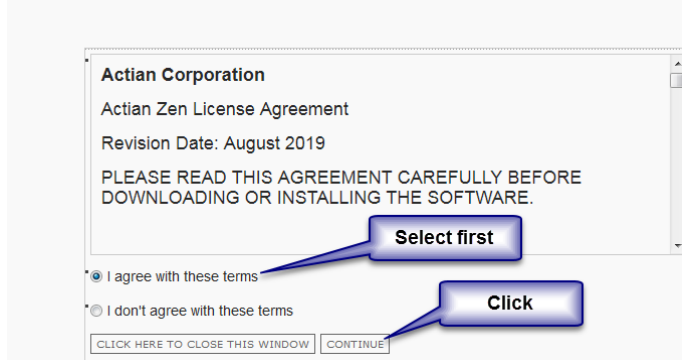 Actian Corporation
Actian Zen License Agreement
Revision Date: August 2019
PLEASE READ THIS AGREEMENT CAREFULLY BEFORE
DOWNLOADING OR INSTALLING THE SOFTWARE.
Select first
I agree with these terms
I don't agree with these terms
Click
CLICK HERE TO CLOSE THIS WINDOW
CONTINUE